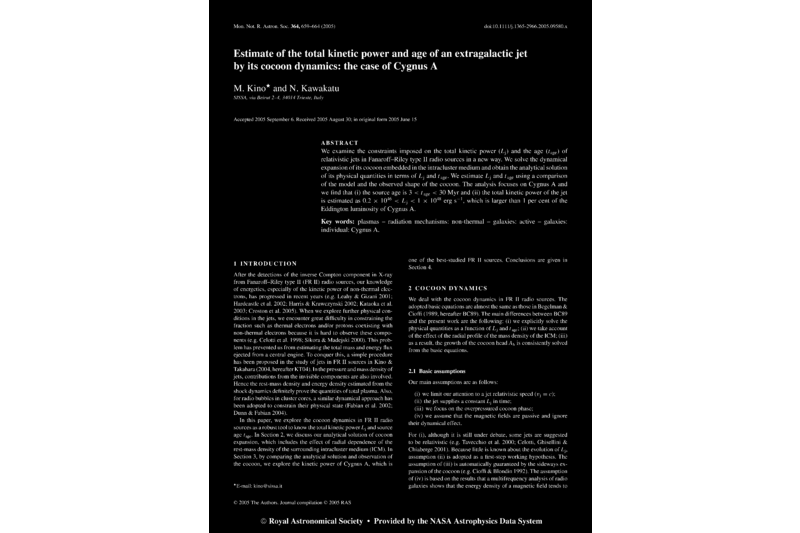 Mon. Not. R. Astron. Soc. 364, 659–664 (2005)
doi:10.1111/j.1365-2966.2005.09580.x
Estimate of the total kinetic power and age of an extragalactic jet
by its cocoon dynamics: the case of Cygnus A
M. Kino★ and N. Kawakatu
SISSA, via Beirut 2–4, 34014 Trieste, Italy
Accepted 2005 September 6. Received 2005 August 30; in original form 2005 June 15
ABSTRACT
We examine the constraints imposed on the total kinetic power (Lj) and the age (tage) of
relativistic jets in Fanaroff–Riley type II radio sources in a new way. We solve the dynamical
expansion of its cocoon embedded in the intracluster medium and obtain the analytical solution
of its physical quantities in terms of Lj and tage. We estimate Lj and tage using a comparison
of the model and the observed shape of the cocoon. The analysis focuses on Cygnus A and
we find that (i) the source age is 3 < tage < 30 Myr and (ii) the total kinetic power of the jet
is estimated as 0.2 × 10⁴⁶ < Lj < 1 × 10⁴⁸ erg s⁻¹, which is larger than 1 per cent of the
Eddington luminosity of Cygnus A.
Key words: plasmas – radiation mechanisms: non-thermal – galaxies: active – galaxies:
individual: Cygnus A.
1 INTRODUCTION
After the detections of the inverse Compton component in X-ray
from Fanaroff–Riley type II (FR II) radio sources, our knowledge
of energetics, especially of the kinetic power of non-thermal elec-
trons, has progressed in recent years (e.g. Leahy & Gizani 2001;
Hardcastle et al. 2002; Harris & Krawczynski 2002; Kataoka et al.
2003; Croston et al. 2005). When we explore further physical con-
ditions in the jets, we encounter great difficulty in constraining the
fraction such as thermal electrons and/or protons coexisting with
non-thermal electrons because it is hard to observe these compo-
nents (e.g. Celotti et al. 1998; Sikora & Madejski 2000). This prob-
lem has prevented us from estimating the total mass and energy flux
ejected from a central engine. To conquer this, a simple procedure
has been proposed in the study of jets in FR II sources in Kino &
Takahara (2004, hereafter KT04). In the pressure and mass density of
jets, contribution from the invisible components are also involved.
Hence the rest-mass density and energy density estimated from the
shock dynamics definitely prove the quantities of total plasma. Also,
for radio bubbles in cluster cores, a similar dynamical approach has
been adopted to constrain their physical state (Fabian et al. 2002;
Dunn & Fabian 2004).
In this paper, we explore the cocoon dynamics in FR II radio
sources as a robust tool to know the total kinetic power Lj and source
age tage. In Section 2, we discuss our analytical solution of cocoon
expansion, which includes the effect of radial dependence of the
rest-mass density of the surrounding intracluster medium (ICM). In
Section 3, by comparing the analytical solution and observation of
the cocoon, we explore the kinetic power of Cygnus A, which is
★E-mail: kino@sissa.it
one of the best-studied FR II sources. Conclusions are given in
Section 4.
2 COCOON DYNAMICS
We deal with the cocoon dynamics in FR II radio sources. The
adopted basic equations are almost the same as those in Begelman &
Cioffi (1989, hereafter BC89). The main differences between BC89
and the present work are the following: (i) we explicitly solve the
physical quantities as a function of Lj and tage; (ii) we take account
of the effect of the radial profile of the mass density of the ICM; (iii)
as a result, the growth of the cocoon head Ah is consistently solved
from the basic equations.
2.1 Basic assumptions
Our main assumptions are as follows:
(i) we limit our attention to a jet relativistic speed (vj = c);
(ii) the jet supplies a constant Lj in time;
(iii) we focus on the overpressured cocoon phase;
(iv) we assume that the magnetic fields are passive and ignore
their dynamical effect.
For (i), although it is still under debate, some jets are suggested
to be relativistic (e.g. Tavecchio et al. 2000; Celotti, Ghisellini &
Chiaberge 2001). Because little is known about the evolution of Lj,
assumption (ii) is adopted as a first-step working hypothesis. The
assumption of (iii) is automatically guaranteed by the sideways ex-
pansion of the cocoon (e.g. Cioffi & Blondin 1992). The assumption
of (iv) is based on the results that a multifrequency analysis of radio
galaxies shows that the energy density of a magnetic field tends to
© 2005 The Authors. Journal compilation © 2005 RAS
© Royal Astronomical Society • Provided by the NASA Astrophysics Data System